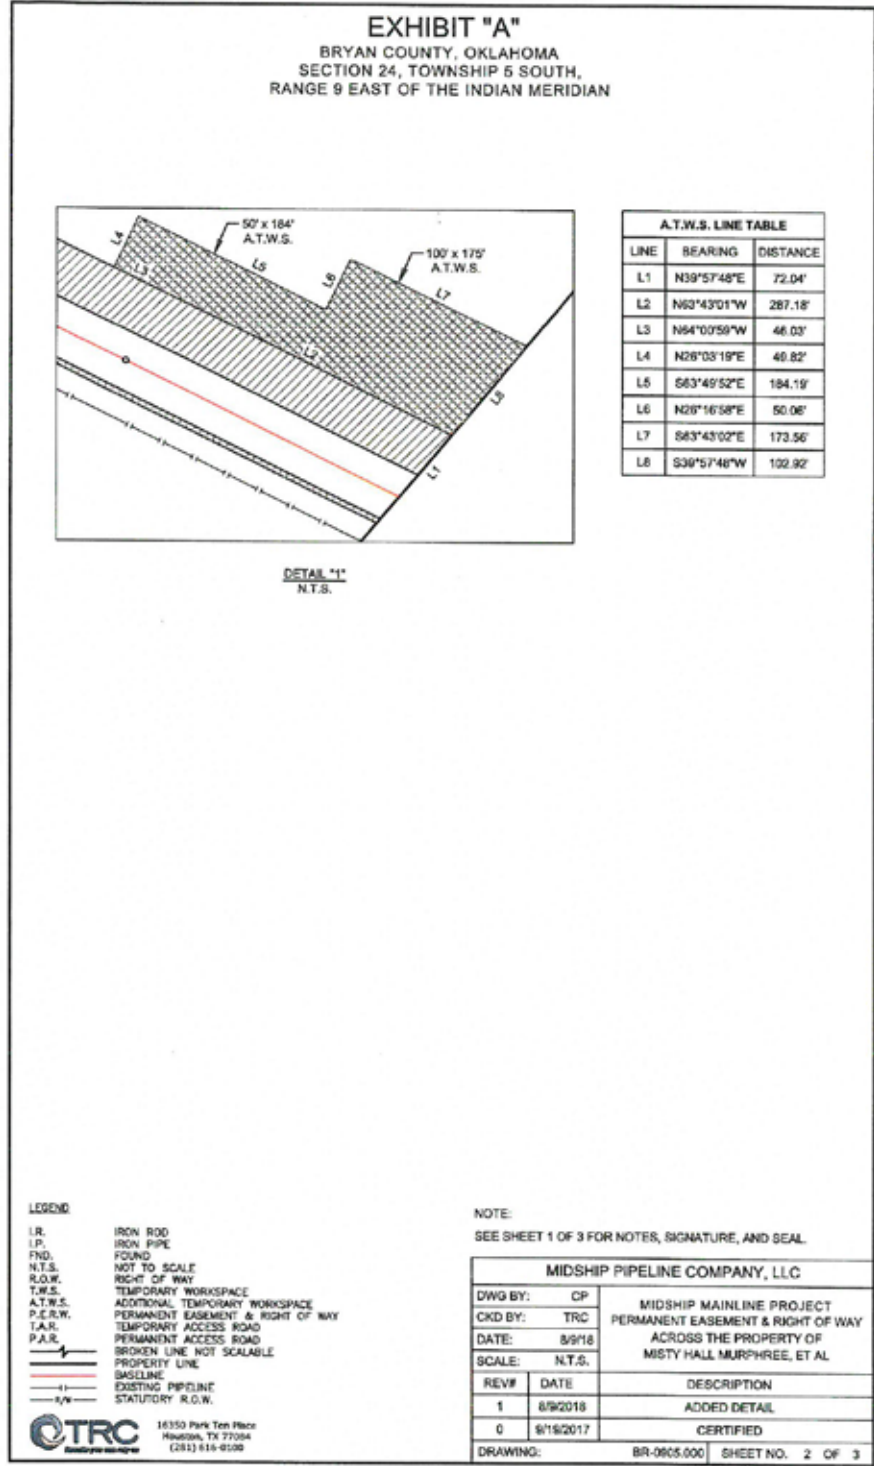 EXHIBIT "A"
BRYAN COUNTY, OKLAHOMA
SECTION 24, TOWNSHIP 5 SOUTH,
RANGE 9 EAST OF THE INDIAN MERIDIAN
50' x 184'
A.T.W.S.
100' x 175'
A.T.W.S.
L4
L3
L5
L6
L7
L2
L8
L1
DETAIL "1"
N.T.S.
A.T.W.S. LINE TABLE
LINE BEARING DISTANCE
L1 N39°57'48"E 72.04'
L2 N63°43'01"W 287.18'
L3 N64°00'59"W 46.03'
L4 N26°03'19"E 49.82'
L5 S63°49'52"E 184.19'
L6 N26°16'58"E 50.06'
L7 S63°43'02"E 173.56'
L8 S39°57'48"W 102.92'
LEGEND
I.R. IRON ROD
I.P. IRON PIPE
FND. FOUND
N.T.S. NOT TO SCALE
R.O.W. RIGHT OF WAY
T.W.S. TEMPORARY WORKSPACE
A.T.W.S. ADDITIONAL TEMPORARY WORKSPACE
P.E.R.W. PERMANENT EASEMENT & RIGHT OF WAY
T.A.R. TEMPORARY ACCESS ROAD
P.A.R. PERMANENT ACCESS ROAD
BROKEN LINE NOT SCALABLE
PROPERTY LINE
BASELINE
EXISTING PIPELINE
R/W STATUTORY R.O.W.
TRC
16350 Park Ten Place
Houston, TX 77084
(281) 616-0100
NOTE:
SEE SHEET 1 OF 3 FOR NOTES, SIGNATURE, AND SEAL.
MIDSHIP PIPELINE COMPANY, LLC
DWG BY: CP
CKD BY: TRC
DATE: 8/9/18
SCALE: N.T.S.
MIDSHIP MAINLINE PROJECT
PERMANENT EASEMENT & RIGHT OF WAY
ACROSS THE PROPERTY OF
MISTY HALL MURPHREE, ET AL
REV# DATE DESCRIPTION
1 8/9/2018 ADDED DETAIL
0 9/19/2017 CERTIFIED
DRAWING: BR-0905.000 SHEET NO. 2 OF 3